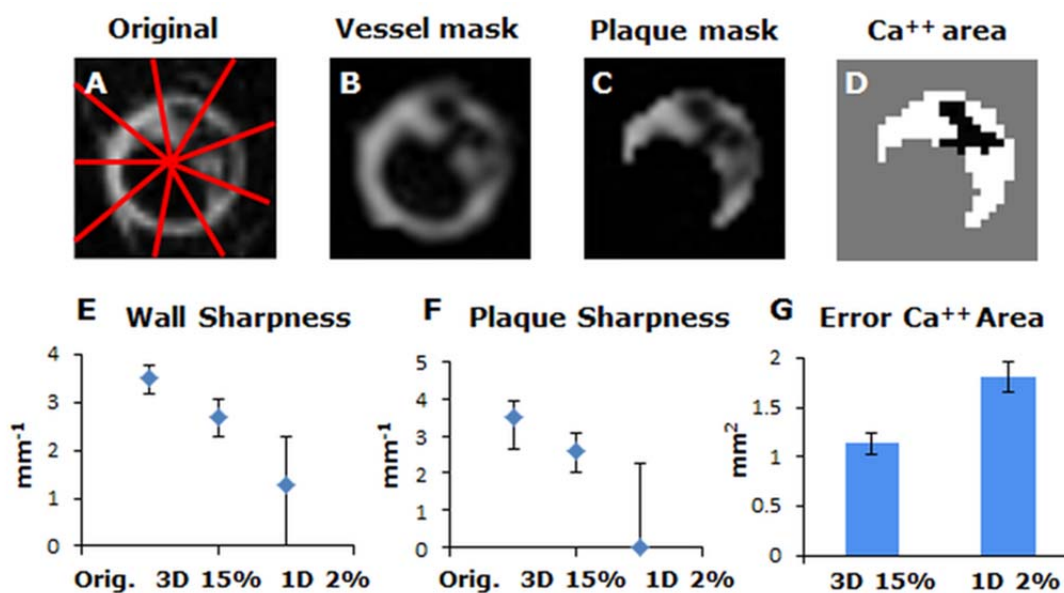 Original Vessel mask Plaque mask Ca⁺⁺ area
A B C D
E Wall Sharpness
4
3
2
1
0
mm⁻¹
Orig. 3D 15% 1D 2%
F Plaque Sharpness
5
4
3
2
1
0
mm⁻¹
Orig. 3D 15% 1D 2%
G Error Ca⁺⁺ Area
2
1.5
1
0.5
0
mm²
3D 15% 1D 2%